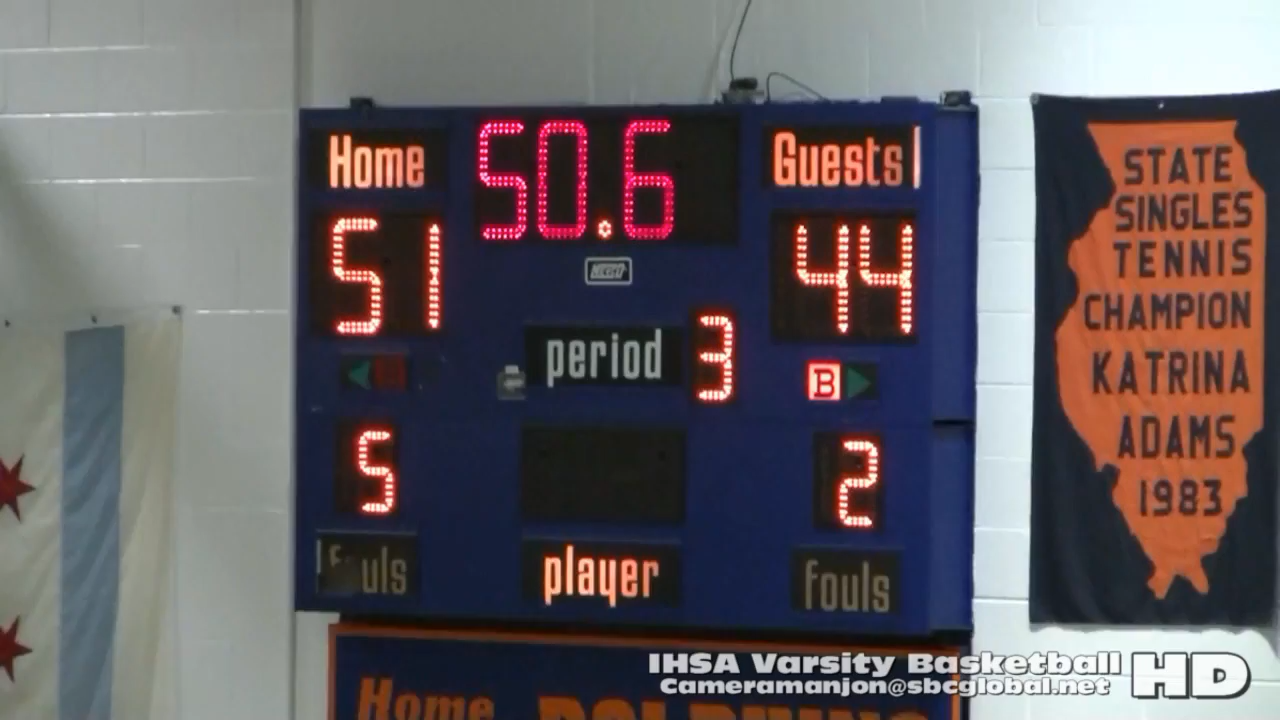 Home 50.6 Guests
51 44
period 3
B
5 2
fouls player fouls
Home DOLPHINS
STATE
SINGLES
TENNIS
CHAMPION
KATRINA
ADAMS
1983
IHSA Varsity Basketball HD
Cameramanjon@sbcglobal.net